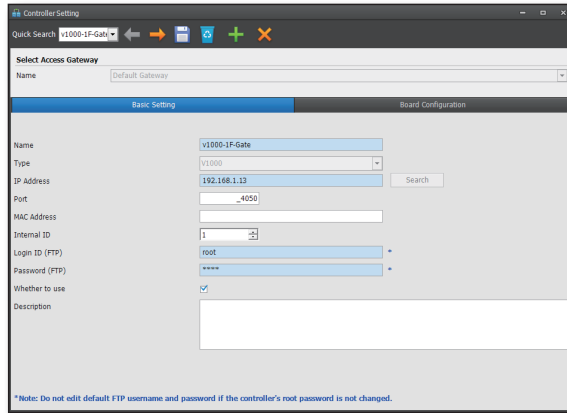 Controller Setting
Quick Search v1000-1F-Gate
Select Access Gateway
Name Default Gateway
Basic Setting Board Configuration
Name v1000-1F-Gate
Type V1000
IP Address 192.168.1.13 Search
Port _4050
MAC Address
Internal ID 1
Login ID (FTP) root *
Password (FTP) **** *
Whether to use
Description
*Note: Do not edit default FTP username and password if the controller's root password is not changed.